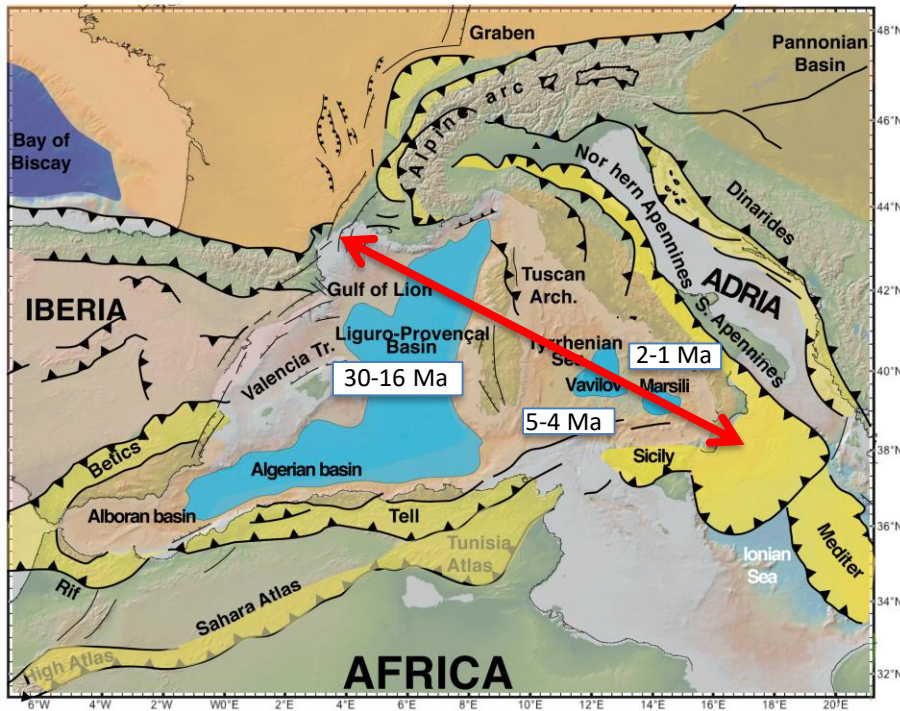 Graben
Pannonian
Basin
48°N
46°N
44°N
42°N
40°N
38°N
36°N
34°N
32°N
Bay of
Biscay
Alpine arc
Nor hern Apennines
Dinarides
ADRIA
S. Apennines
IBERIA
Gulf of Lion
Tuscan
Arch.
Liguro-Provençal
Basin
Valencia Tr.
30-16 Ma
Tyrrhenian
Sea
2-1 Ma
Vavilov
Marsili
5-4 Ma
Betics
Algerian basin
Sicily
Alboran basin
Tell
Tunisia
Atlas
Ionian
Sea
Mediter
Rif
Sahara Atlas
High Atlas
AFRICA
6°W
4°W
2°W
W00°E
2°E
4°E
6°E
8°E
10°E
12°E
14°E
16°E
18°E
20°E